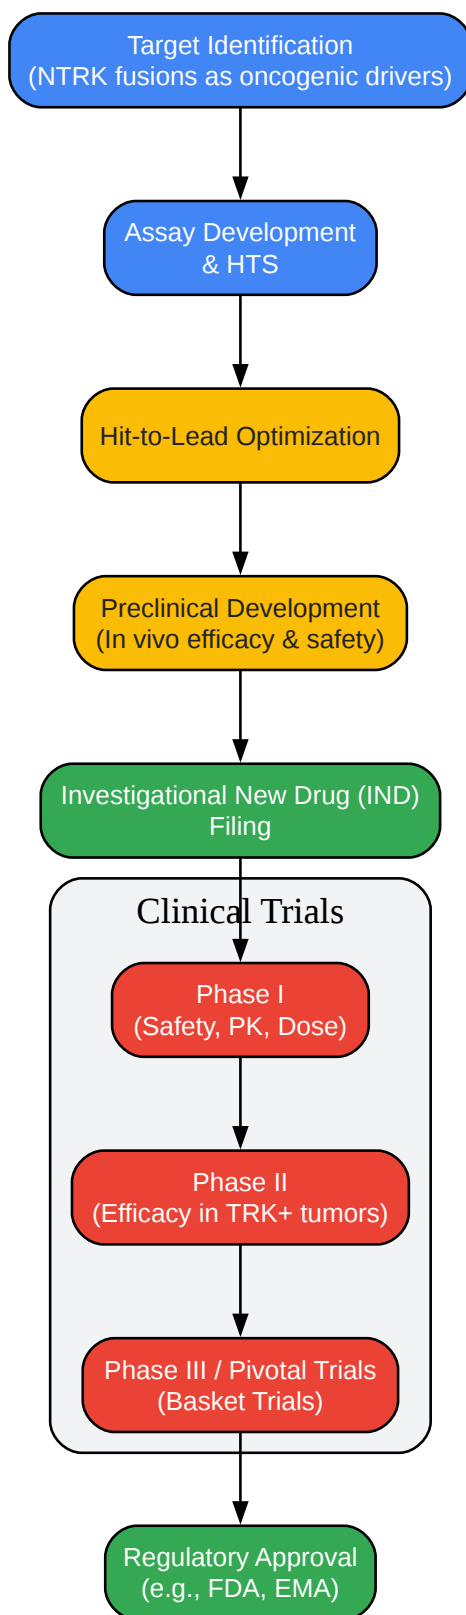 Target Identification
(NTRK fusions as oncogenic drivers)
Assay Development
& HTS
Hit-to-Lead Optimization
Preclinical Development
(In vivo efficacy & safety)
Investigational New Drug (IND)
Filing
Clinical Trials
Phase I
(Safety, PK, Dose)
Phase II
(Efficacy in TRK+ tumors)
Phase III / Pivotal Trials
(Basket Trials)
Regulatory Approval
(e.g., FDA, EMA)